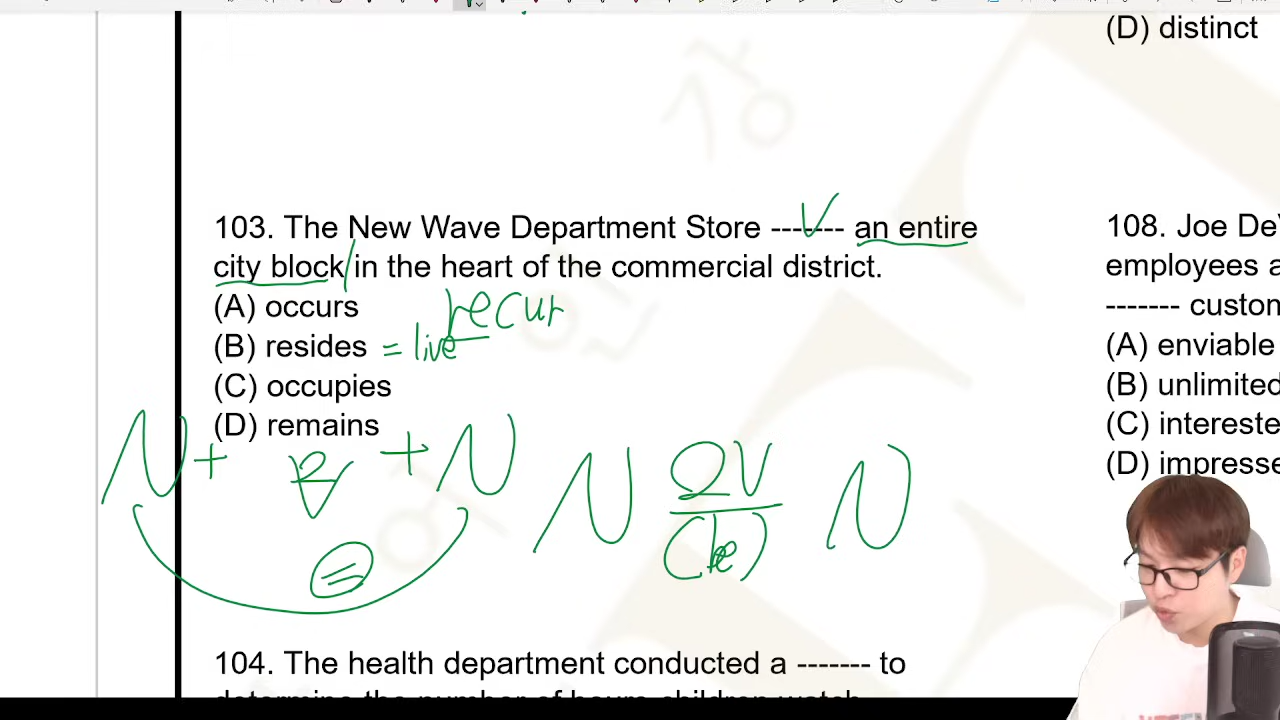 (D) distinct
103. The New Wave Department Store ------- an entire
V
city block in the heart of the commercial district.
(A) occurs
recur
(B) resides = live
(C) occupies
(D) remains
N + V + N
=
N 2V N
(be)
104. The health department conducted a ------- to
108. Joe De
employees a
------- custom
(A) enviable
(B) unlimited
(C) intereste
(D) impresse